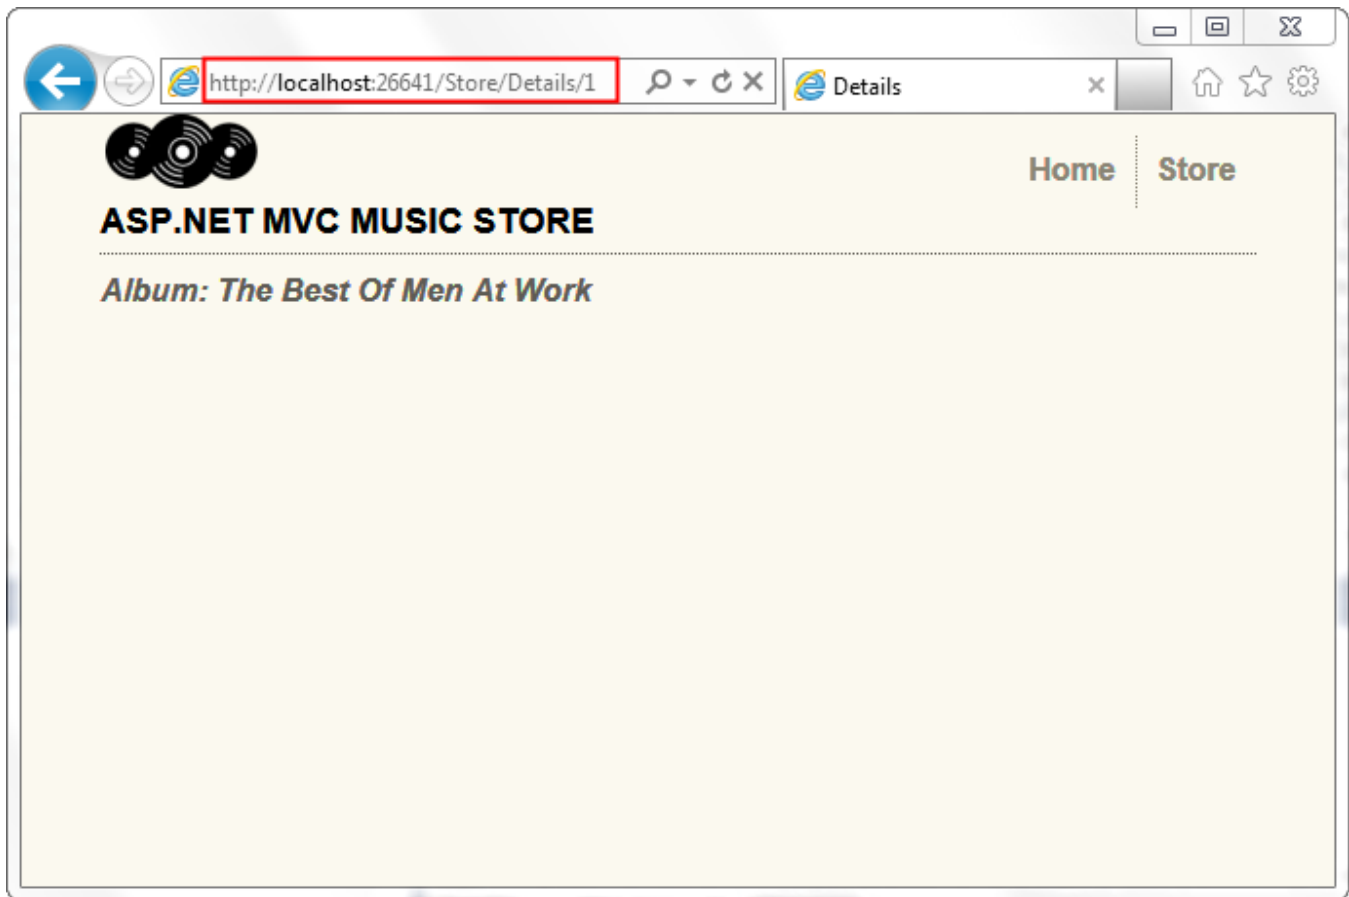 http://localhost:26641/Store/Details/1
Details
Home
Store
ASP.NET MVC MUSIC STORE
Album: The Best Of Men At Work